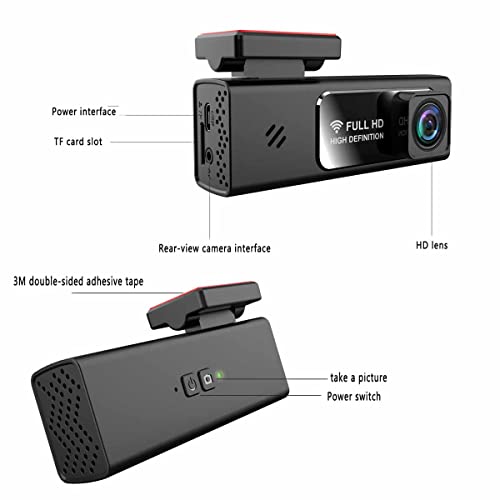 Power interface
TF card slot
FULL HD
HIGH DEFINITION
HD
Rear-view camera interface
HD lens
3M double-sided adhesive tape
take a picture
Power switch